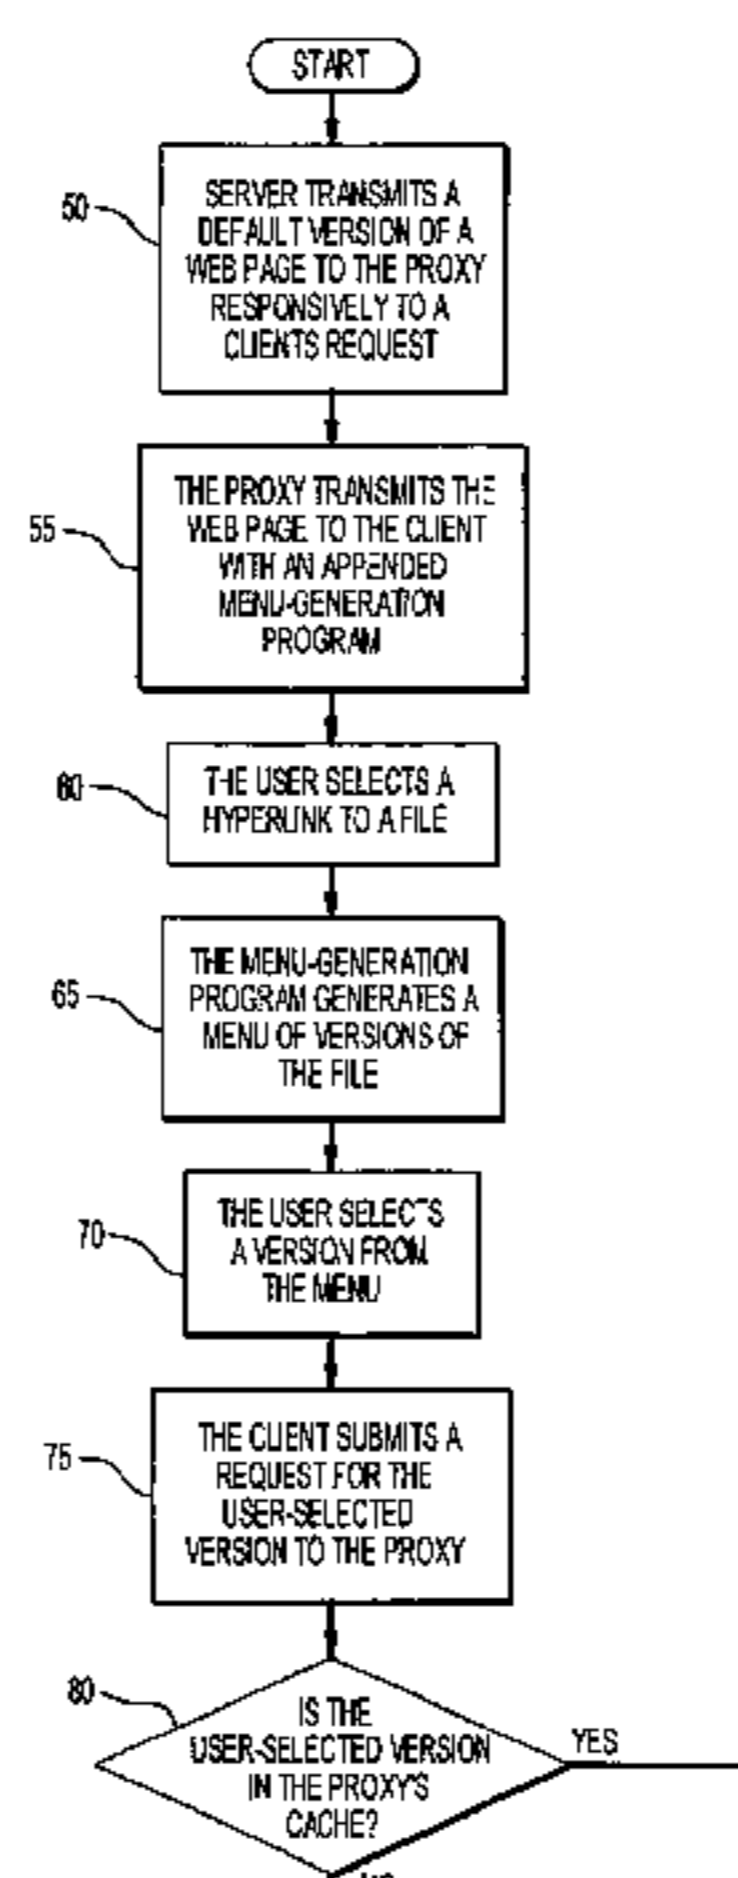 START
50
SERVER TRANSMITS A
DEFAULT VERSION OF A
WEB PAGE TO THE PROXY
RESPONSIVELY TO A
CLIENTS REQUEST
55
THE PROXY TRANSMITS THE
WEB PAGE TO THE CLIENT
WITH AN APPENDED
MENU-GENERATION
PROGRAM
60
THE USER SELECTS A
HYPERLINK TO A FILE
65
THE MENU-GENERATION
PROGRAM GENERATES A
MENU OF VERSIONS OF
THE FILE
70
THE USER SELECTS
A VERSION FROM
THE MENU
75
THE CLIENT SUBMITS A
REQUEST FOR THE
USER-SELECTED
VERSION TO THE PROXY
80
IS THE
USER-SELECTED VERSION
IN THE PROXY'S
CACHE?
YES